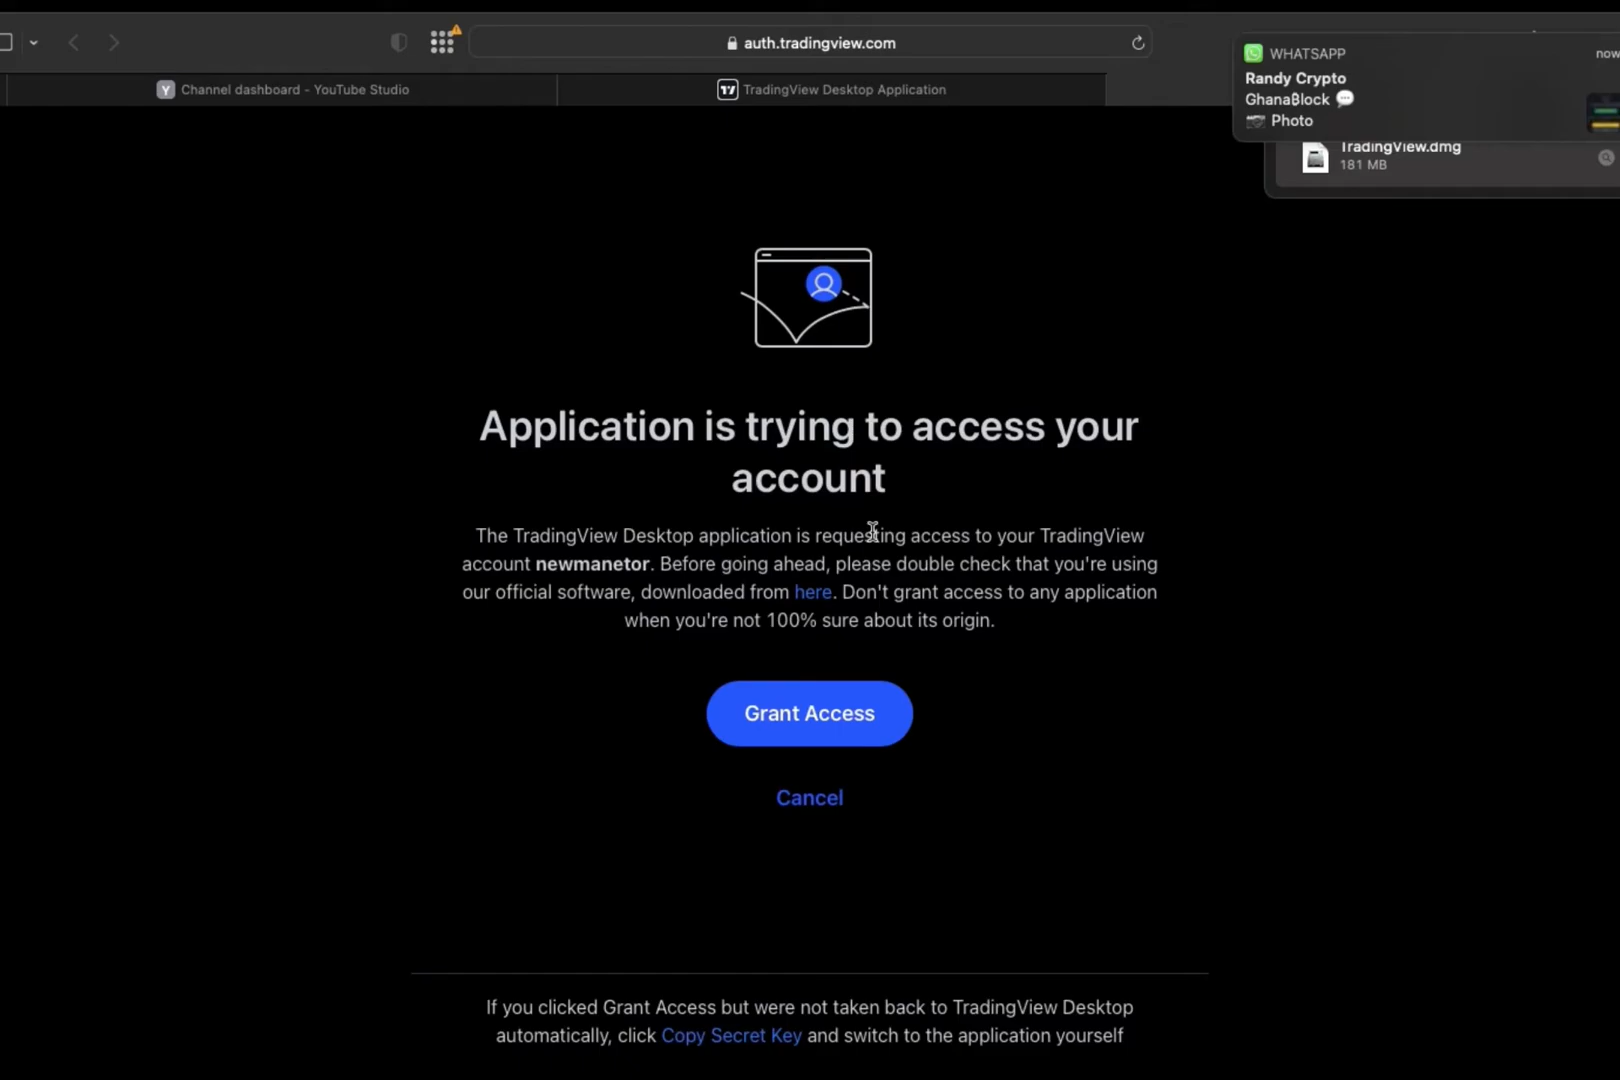 auth.tradingview.com
WHATSAPP
now
Randy Crypto
GhanaBlock 💬
📷 Photo
Y Channel dashboard - YouTube Studio
TradingView Desktop Application
TradingView.dmg
181 MB
Application is trying to access your
account
The TradingView Desktop application is requesting access to your TradingView
account newmanetor. Before going ahead, please double check that you're using
our official software, downloaded from here. Don't grant access to any application
when you're not 100% sure about its origin.
Grant Access
Cancel
If you clicked Grant Access but were not taken back to TradingView Desktop
automatically, click Copy Secret Key and switch to the application yourself